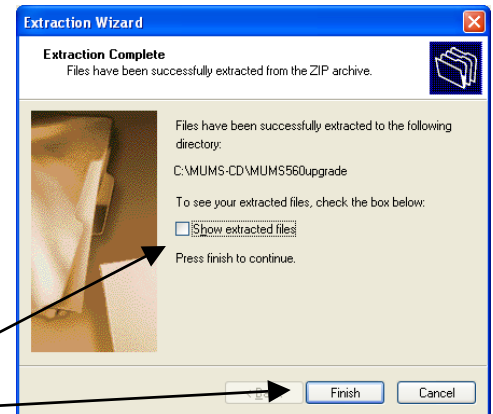 Extraction Wizard
Extraction Complete
Files have been successfully extracted from the ZIP archive.
Files have been successfully extracted to the following
directory:
C:\MUMS-CD\MUMS560upgrade
To see your extracted files, check the box below:
Show extracted files
Press finish to continue.
Finish Cancel